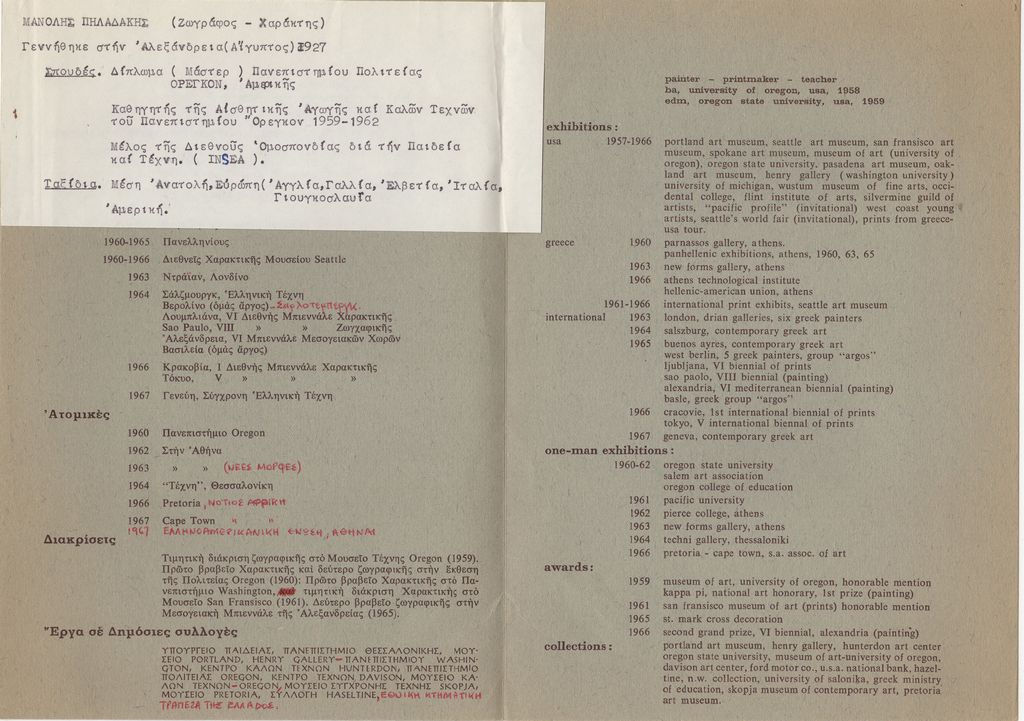 ΜΑΝΟΛΗΣ ΠΗΛΑΔΑΚΗΣ (Ζωγράφος - Χαράκτης)
Γεννήθηκε στήν 'Αλεξάνδρεια(Αἴγυπτος)1927
Σπουδές. Δίπλωμα ( Μάστερ ) Πανεπιστημίου Πολιτείας
ΟΡΕΓΚΟΝ, 'Αμερικῆς
Καθηγητής τῆς Αἰσθητικῆς 'Αγωγῆς καί Καλῶν Τεχνῶν
τοῦ Πανεπιστημίου "Ορεγκον 1959-1962
Μέλος τῆς Διεθνοῦς 'Ομοσπονδίας διά τήν Παιδεία
καί Τέχνη. ( INSEA ).
Ταξίδια. Μέση 'Ανατολή,Εὐρώπη('Αγγλία,Γαλλία,'Ελβετία,'Ιταλία,
Γιουγκοσλαυΐα
'Αμερική.
1960-1965 Πανελληνίους
1960-1966 Διεθνεῖς Χαρακτικῆς Μουσείου Seattle
1963 Ντράϊαν, Λονδίνο
1964 Σάλζμουργκ, Ἑλληνική Τέχνη
Βερολίνο (ὁμάς ἄργος)-ΣΑΡΛΟΤΕΜΠΕΡΓΚ.
Λουμπλιάνα, VI Διεθνής Μπιεννάλε Χαρακτικῆς
Sao Paulo, VIII » » Ζωγραφικῆς
Ἀλεξάνδρεια, VI Μπιεννάλε Μεσογειακῶν Χωρῶν
Βασιλεία (ὁμάς ἄργος)
1966 Κρακοβία, Ι Διεθνής Μπιεννάλε Χαρακτικῆς
Τόκυο, V » » »
1967 Γενεύη, Σύγχρονη Ἑλληνική Τέχνη
Ἀτομικές
1960 Πανεπιστήμιο Oregon
1962 Στήν Ἀθήνα
1963 » » (ΝΕΕΣ ΜΟΡΦΕΣ)
1964 "Τέχνη", Θεσσαλονίκη
1966 Pretoria, ΝΟΤΙΟΣ ΑΦΡΙΚΗ
1967 Cape Town " "
1967 ΕΛΛΗΝΟΑΜΕΡΙΚΑΝΙΚΗ ΕΝΩΣΗ, ΑΘΗΝΑΙ
Διακρίσεις
Τιμητική διάκριση ζωγραφικῆς στό Μουσεῖο Τέχνης Oregon (1959).
Πρῶτο βραβεῖο Χαρακτικῆς καί δεύτερο ζωγραφικῆς στήν ἔκθεση
τῆς Πολιτείας Oregon (1960): Πρῶτο βραβεῖο Χαρακτικῆς στό Πα-
νεπιστήμιο Washington, τιμητική διάκριση Χαρακτικῆς στό
Μουσεῖο San Fransisco (1961). Δεύτερο βραβεῖο ζωγραφικῆς στήν
Μεσογειακή Μπιεννάλε τῆς Ἀλεξανδρείας (1965).
Ἔργα σέ Δημόσιες συλλογές
ΥΠΟΥΡΓΕΙΟ ΠΑΙΔΕΙΑΣ, ΠΑΝΕΠΙΣΤΗΜΙΟ ΘΕΣΣΑΛΟΝΙΚΗΣ, ΜΟΥ-
ΣΕΙΟ PORTLAND, HENRY GALLERY-ΠΑΝΕΠΙΣΤΗΜΙΟΥ WASHIN-
GTON, ΚΕΝΤΡΟ ΚΑΛΩΝ ΤΕΧΝΩΝ HUNTERDON, ΠΑΝΕΠΙΣΤΗΜΙΟ
ΠΟΛΙΤΕΙΑΣ OREGON, ΚΕΝΤΡΟ ΤΕΧΝΩΝ DAVISON, ΜΟΥΣΕΙΟ ΚΑ-
ΛΩΝ ΤΕΧΝΩΝ-OREGON, ΜΟΥΣΕΙΟ ΣΥΓΧΡΟΝΗΣ ΤΕΧΝΗΣ SKOPJA,
ΜΟΥΣΕΙΟ PRETORIA, ΣΥΛΛΟΓΗ HASELTINE, ΕΘΝΙΚΗ ΚΤΗΜΑΤΙΚΗ
ΤΡΑΠΕΖΑ ΤΗΣ ΕΛΛΑΔΟΣ.
painter - printmaker - teacher
ba, university of oregon, usa, 1958
edm, oregon state university, usa, 1959
exhibitions :
usa 1957-1966 portland art museum, seattle art museum, san fransisco art
museum, spokane art museum, museum of art (university of
oregon), oregon state university, pasadena art museum, oak-
land art museum, henry gallery (washington university)
university of michigan, wustum museum of fine arts, occi-
dental college, flint institute of arts, silvermine guild of
artists, "pacific profile" (invitational) west coast young
artists, seattle's world fair (invitational), prints from greece-
usa tour.
greece 1960 parnassos gallery, athens.
panhellenic exhibitions, athens, 1960, 63, 65
1963 new forms gallery, athens
1966 athens technological institute
hellenic-american union, athens
1961-1966 international print exhibits, seattle art museum
international 1963 london, drian galleries, six greek painters
1964 salszburg, contemporary greek art
1965 buenos ayres, contemporary greek art
west berlin, 5 greek painters, group "argos"
ljubljana, VI biennial of prints
sao paolo, VIII biennial (painting)
alexandria, VI mediterranean biennial (painting)
basle, greek group "argos"
1966 cracovie, 1st international biennial of prints
tokyo, V international biennal of prints
1967 geneva, contemporary greek art
one-man exhibitions :
1960-62 oregon state university
salem art association
oregon college of education
1961 pacific university
1962 pierce college, athens
1963 new forms gallery, athens
1964 techni gallery, thessaloniki
1966 pretoria - cape town, s.a. assoc. of art
awards :
1959 museum of art, university of oregon, honorable mention
kappa pi, national art honorary, 1st prize (painting)
1961 san fransisco museum of art (prints) honorable mention
1965 st. mark cross decoration
1966 second grand prize, VI biennial, alexandria (painting)
collections : portland art museum, henry gallery, hunterdon art center
oregon state university, museum of art-university of oregon,
davison art center, ford motor co., u.s.a. national bank, hazel-
tine, n.w. collection, university of salonika, greek ministry
of education, skopja museum of contemporary art, pretoria
art museum.